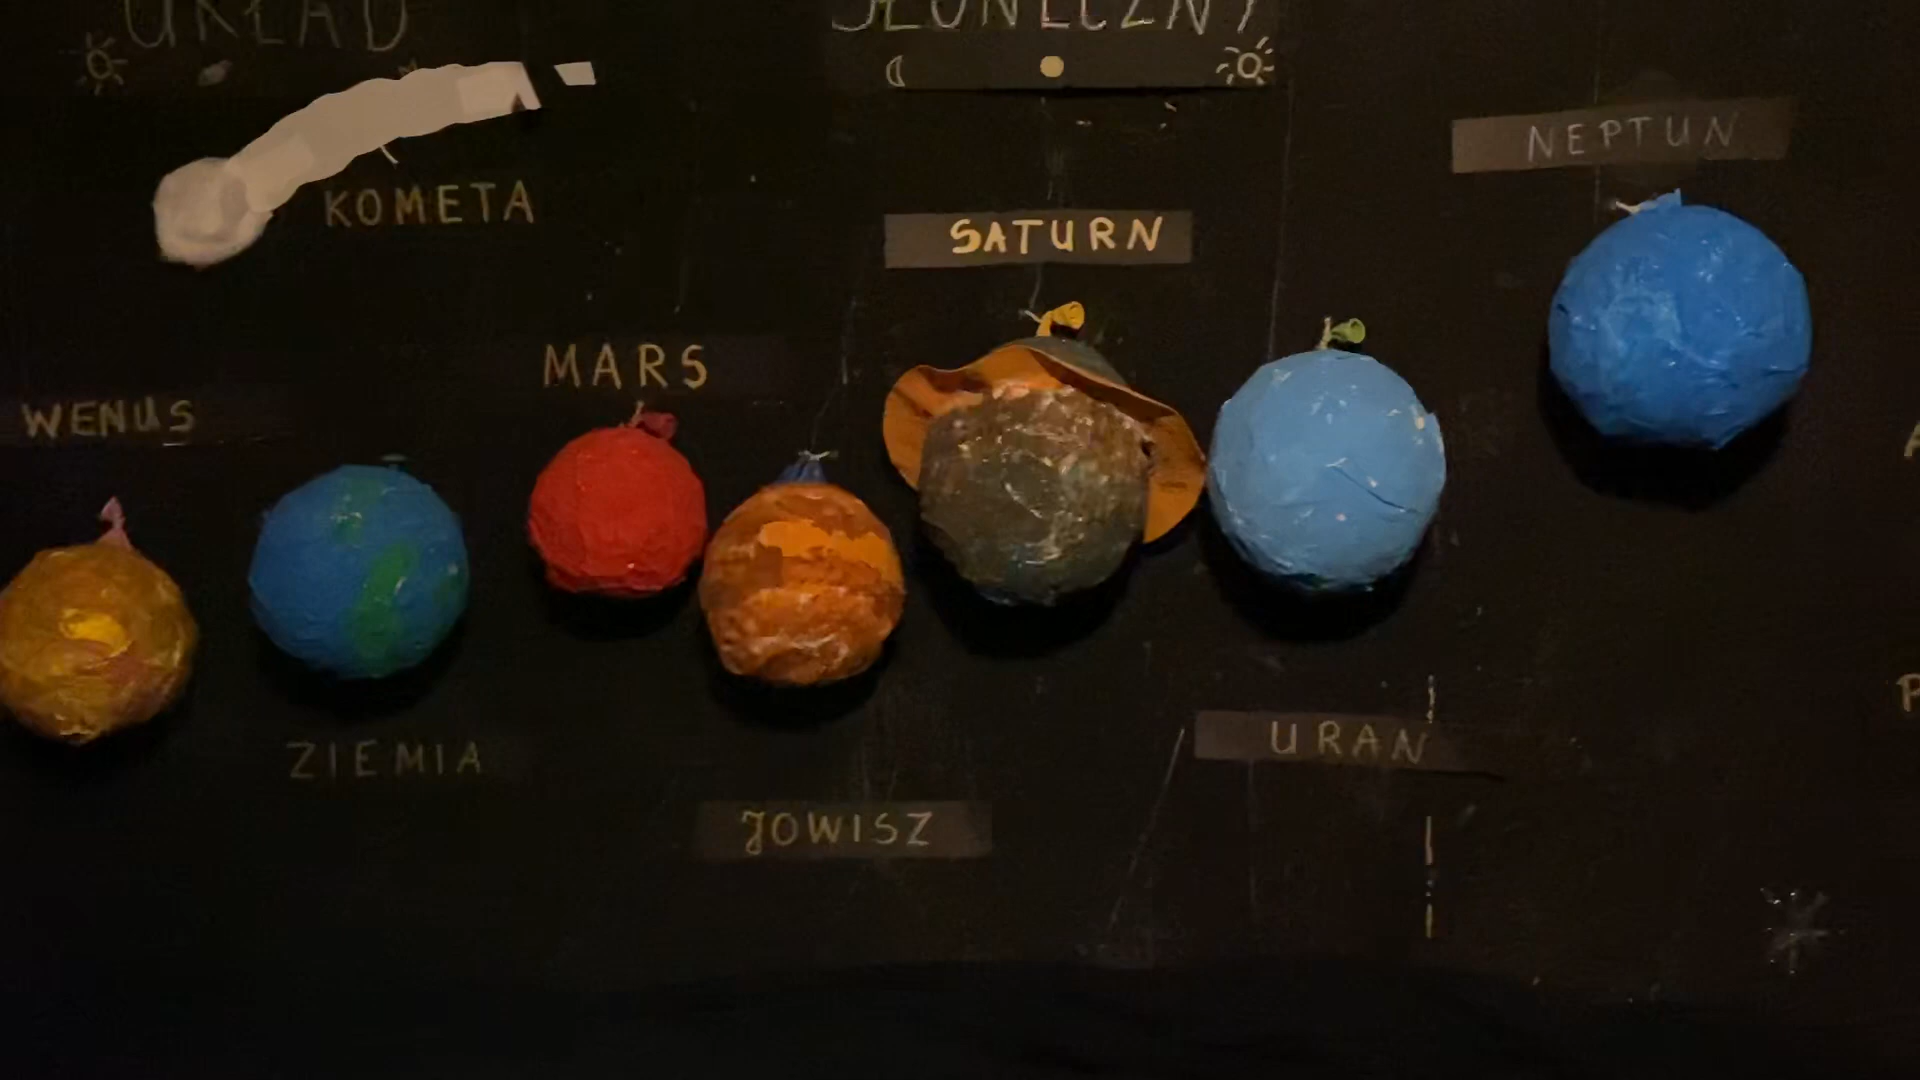 UKŁAD SŁONECZNY
NEPTUN
KOMETA
SATURN
MARS
WENUS
ZIEMIA
URAN
JOWISZ